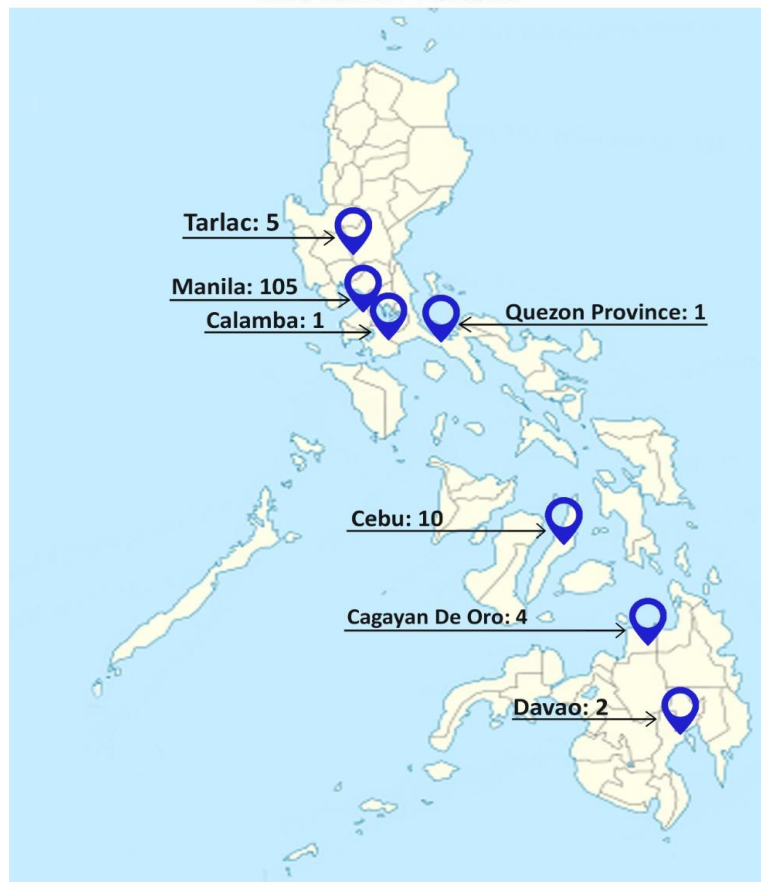 Tarlac: 5
Manila: 105
Quezon Province: 1
Calamba: 1
Cebu: 10
Cagayan De Oro: 4
Davao: 2